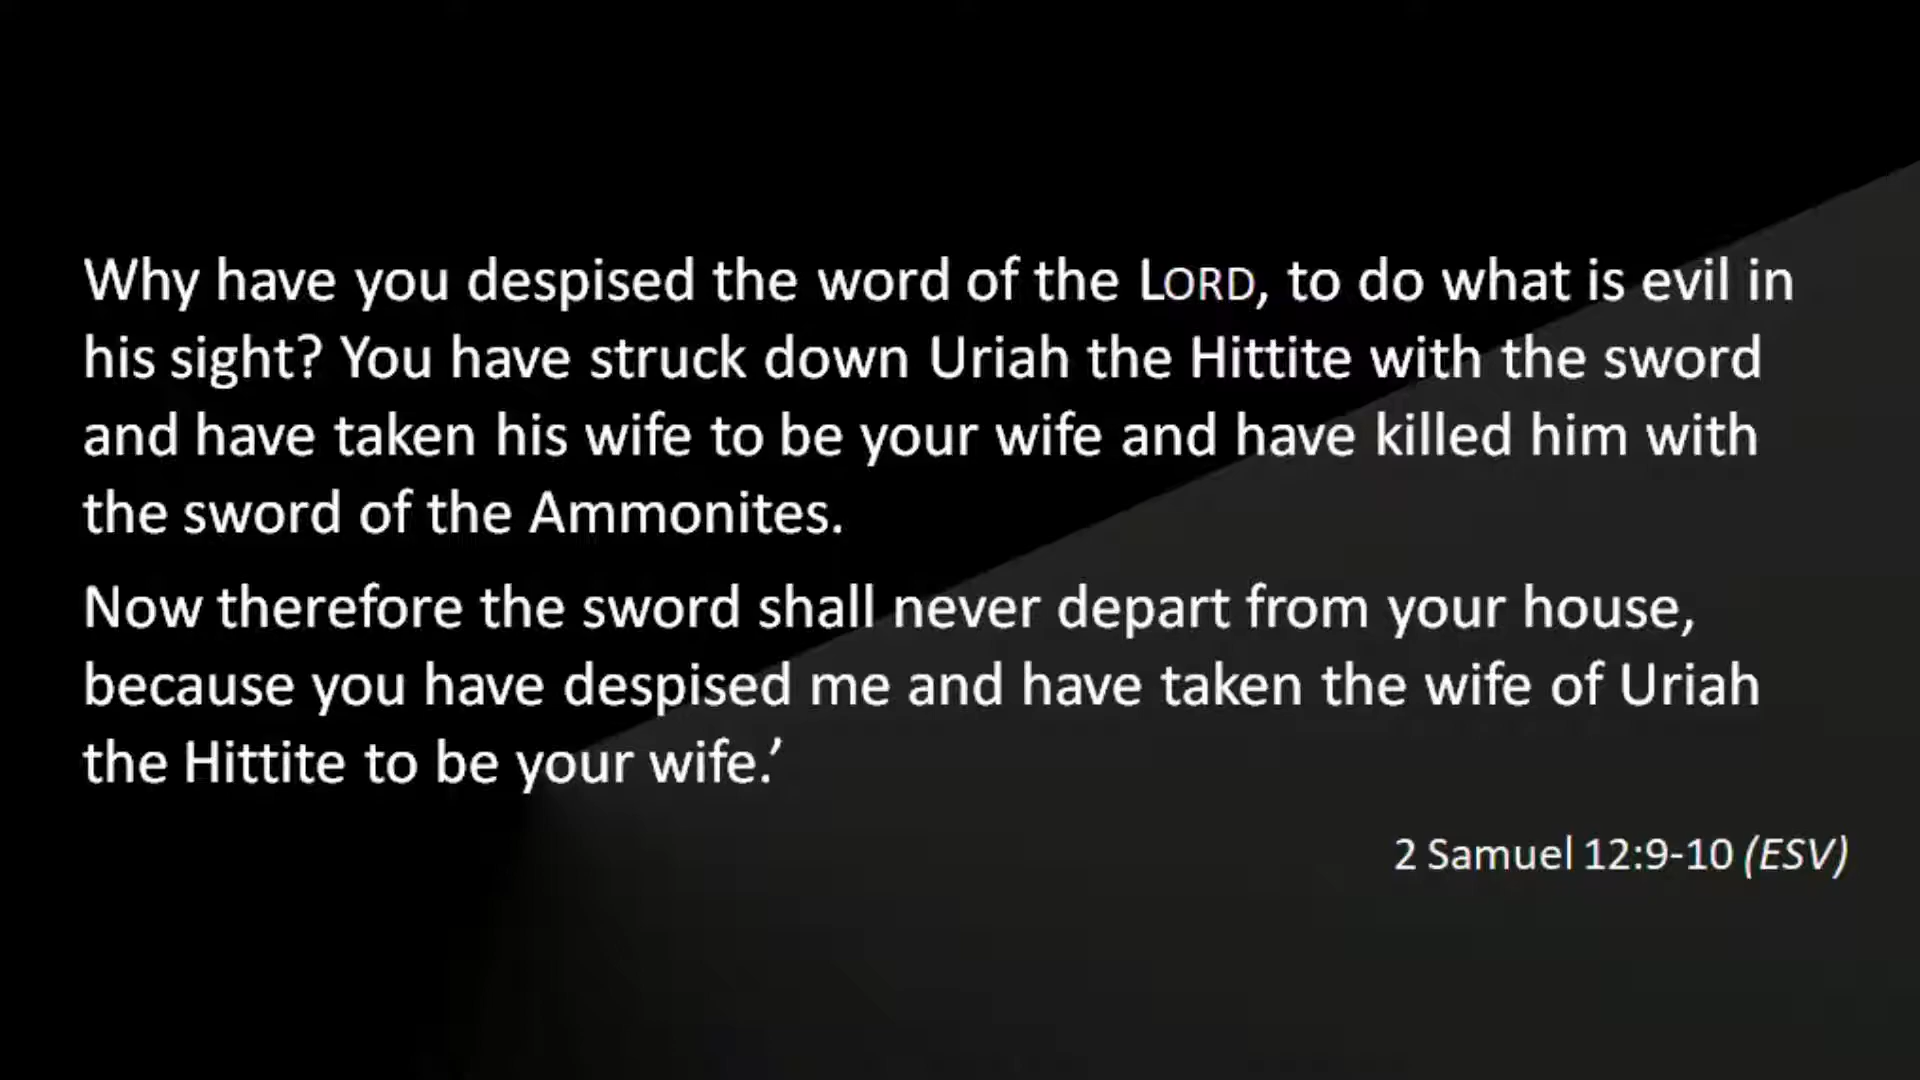 Why have you despised the word of the LORD, to do what is evil in
his sight? You have struck down Uriah the Hittite with the sword
and have taken his wife to be your wife and have killed him with
the sword of the Ammonites.
Now therefore the sword shall never depart from your house,
because you have despised me and have taken the wife of Uriah
the Hittite to be your wife.’
2 Samuel 12:9-10 (ESV)